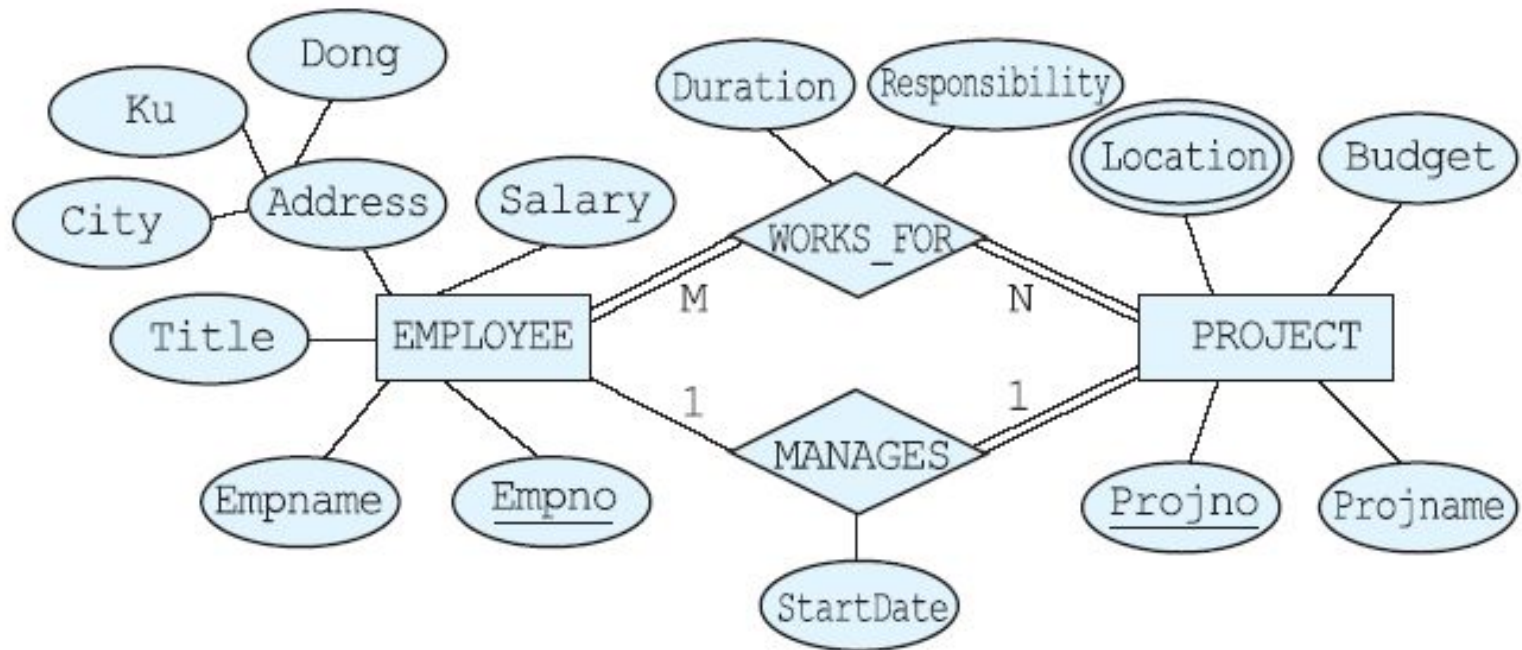 Dong
Ku
City
Address
Salary
Title
EMPLOYEE
Empname
Empno
Duration
Responsibility
WORKS_FOR
M
N
1
1
MANAGES
StartDate
Location
Budget
PROJECT
Projno
Projname